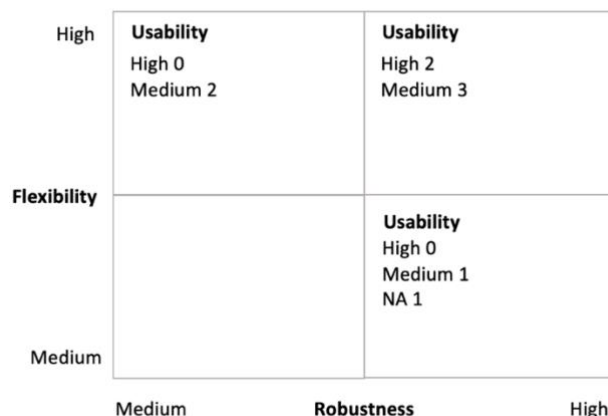 High
Usability
High 0
Medium 2
Usability
High 2
Medium 3
Flexibility
Usability
High 0
Medium 1
NA 1
Medium
Medium
Robustness
High